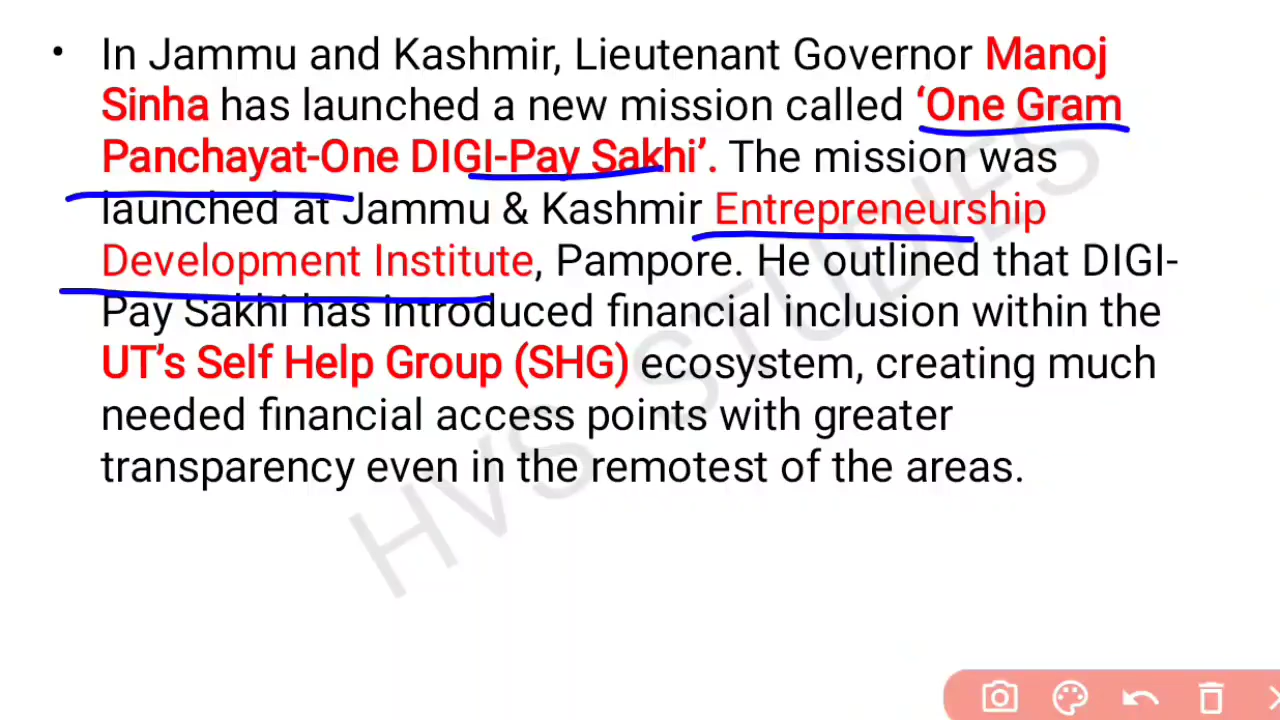 • In Jammu and Kashmir, Lieutenant Governor Manoj
Sinha has launched a new mission called ‘One Gram
Panchayat-One DIGI-Pay Sakhi’. The mission was
launched at Jammu & Kashmir Entrepreneurship
Development Institute, Pampore. He outlined that DIGI-
Pay Sakhi has introduced financial inclusion within the
UT’s Self Help Group (SHG) ecosystem, creating much
needed financial access points with greater
transparency even in the remotest of the areas.
HVS STUDIES